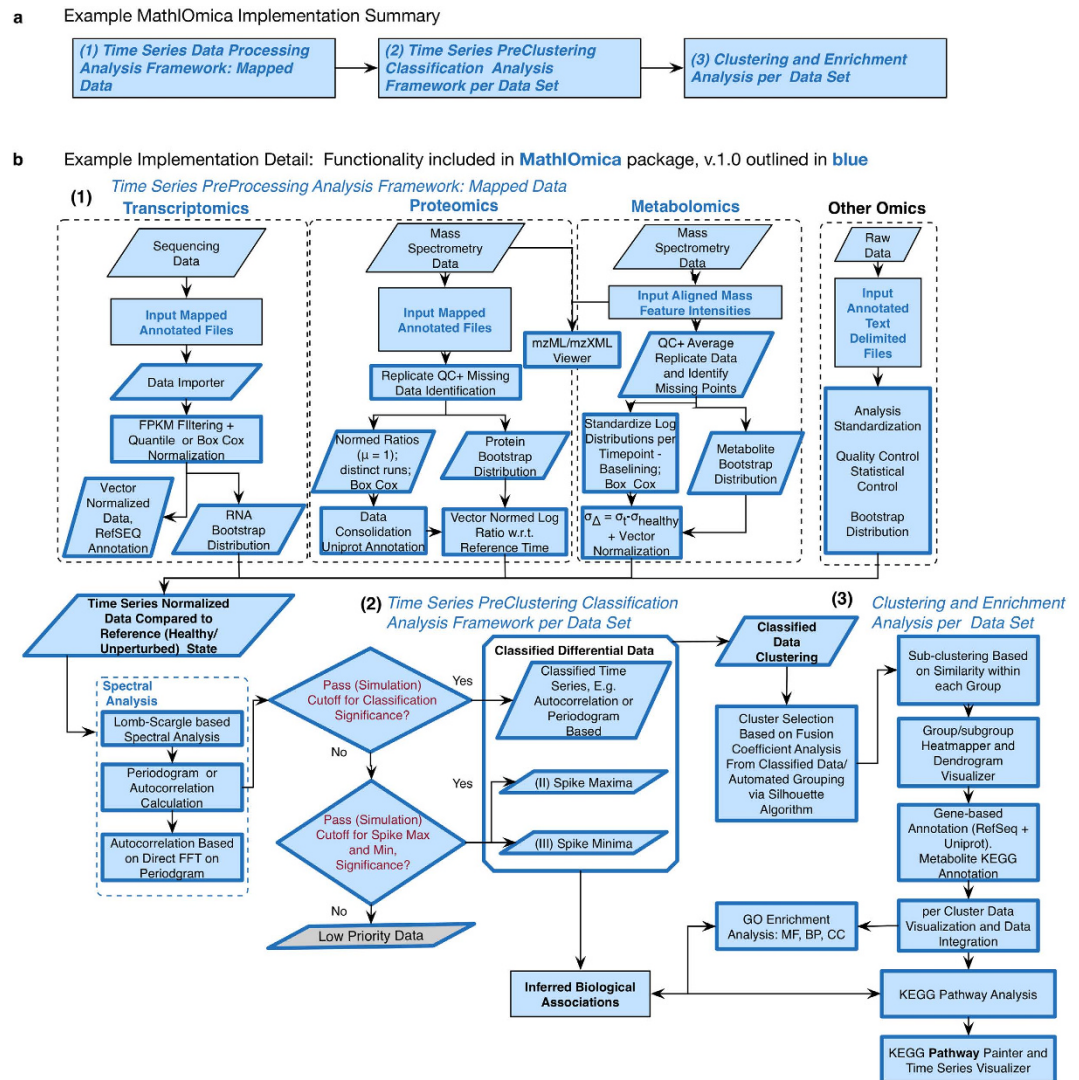 a Example MathIOmica Implementation Summary
(1) Time Series Data Processing
Analysis Framework: Mapped
Data
(2) Time Series PreClustering
Classification Analysis
Framework per Data Set
(3) Clustering and Enrichment
Analysis per Data Set
b Example Implementation Detail: Functionality included in MathIOmica package, v.1.0 outlined in blue
(1) Time Series PreProcessing Analysis Framework: Mapped Data
Transcriptomics
Sequencing
Data
Input Mapped
Annotated Files
Data Importer
FPKM FIltering +
Quantile or Box Cox
Normalization
Vector
Normalized
Data,
RefSEQ
Annotation
RNA
Bootstrap
Distribution
Proteomics
Mass
Spectrometry
Data
Input Mapped
Annotated Files
mzML/mzXML
Viewer
Replicate QC+ Missing
Data Identification
Normed Ratios
(μ = 1);
distinct runs;
Box Cox
Protein
Bootstrap
Distribution
Data
Consolidation
Uniprot Annotation
Vector Normed Log
Ratio w.r.t.
Reference Time
Metabolomics
Mass
Spectrometry
Data
Input Aligned Mass
Feature Intensities
QC+ Average
Replicate Data
and Identify
Missing Points
Standardize Log
Distributions per
Timepoint -
Baselining;
Box Cox
Metabolite
Bootstrap
Distribution
σΔ = σt-σhealthy
+ Vector
Normalization
Other Omics
Raw
Data
Input
Annotated
Text
Delimited
Files
Analysis
Standardization
Quality Control
Statistical
Control
Bootstrap
Distribution
Time Series Normalized
Data Compared to
Reference (Healthy/
Unperturbed) State
Spectral
Analysis
Lomb-Scargle based
Spectral Analysis
Periodogram or
Autocorrelation
Calculation
Autocorrelation Based
on Direct FFT on
Periodgram
(2) Time Series PreClustering Classification
Analysis Framework per Data Set
Pass (Simulation)
Cutoff for Classification
Significance?
Yes
No
Pass (Simulation)
Cutoff for Spike Max
and Min,
Significance?
Yes
No
Low Priority Data
Classified Differential Data
Classified Time
Series, E.g.
Autocorrelation or
Periodogram
Based
(II) Spike Maxima
(III) Spike Minima
(3) Clustering and Enrichment
Analysis per Data Set
Classified
Data
Clustering
Cluster Selection
Based on Fusion
Coefficient Analysis
From Classified Data/
Automated Grouping
via Silhouette
Algorithm
Sub-clustering Based
on Similarity within
each Group
Group/subgroup
Heatmapper and
Dendrogram
Visualizer
Gene-based
Annotation (RefSeq +
Uniprot).
Metabolite KEGG
Annotation
per Cluster Data
Visualization and Data
Integration
GO Enrichment
Analysis: MF, BP, CC
Inferred Biological
Associations
KEGG Pathway Analysis
KEGG Pathway Painter and
Time Series Visualizer